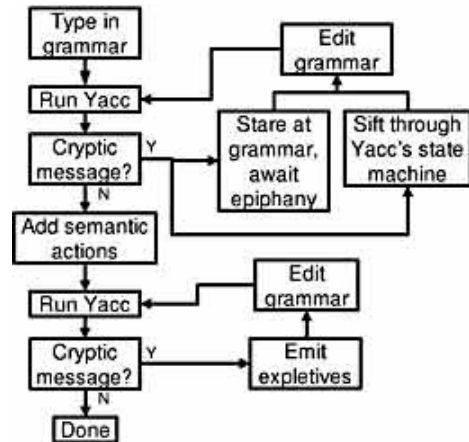 Type in
grammar
Edit
grammar
Run Yacc
Cryptic
message?
Y
Stare at
grammar,
await
epiphany
Sift through
Yacc's state
machine
N
Add semantic
actions
Edit
grammar
Run Yacc
Cryptic
message?
Y
Emit
expletives
N
Done